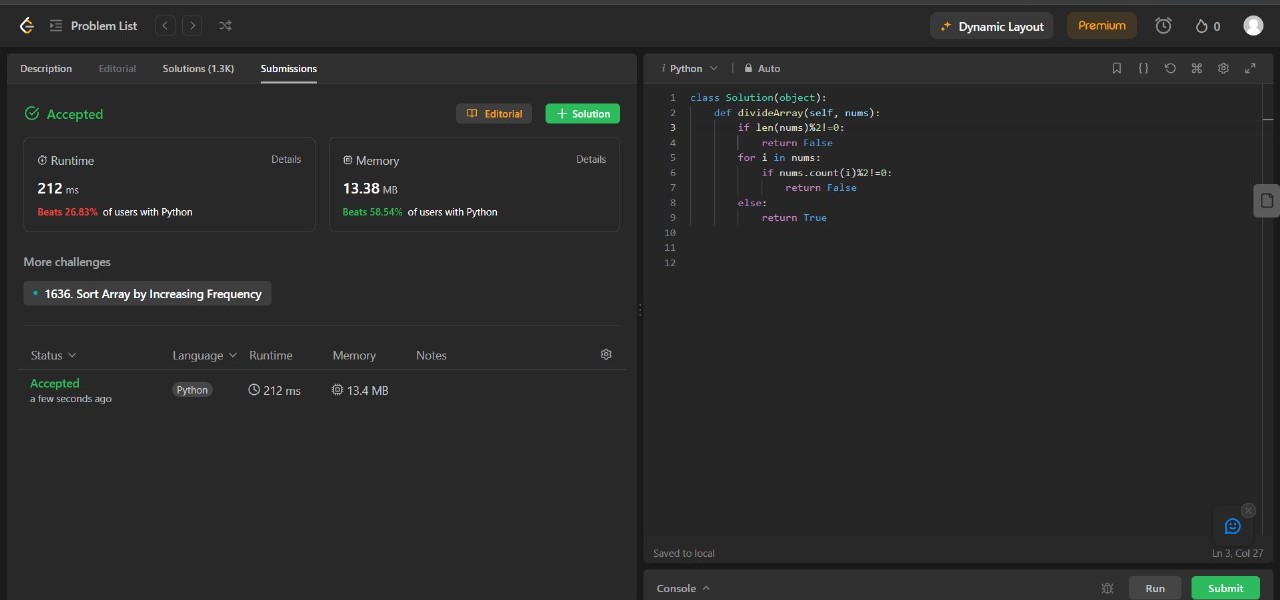 Problem List
Dynamic Layout
Premium
0
Description Editorial Solutions (1.3K) Submissions
Accepted
Editorial
Solution
Runtime Details
212 ms
Beats 26.83% of users with Python
Memory Details
13.38 MB
Beats 58.54% of users with Python
More challenges
1636. Sort Array by Increasing Frequency
Status Language Runtime Memory Notes
Accepted Python 212 ms 13.4 MB
a few seconds ago
i Python Auto
1 class Solution(object):
2 def divideArray(self, nums):
3 if len(nums)%2!=0:
4 return False
5 for i in nums:
6 if nums.count(i)%2!=0:
7 return False
8 else:
9 return True
10
11
12
Saved to local Ln 3, Col 27
Console Run Submit